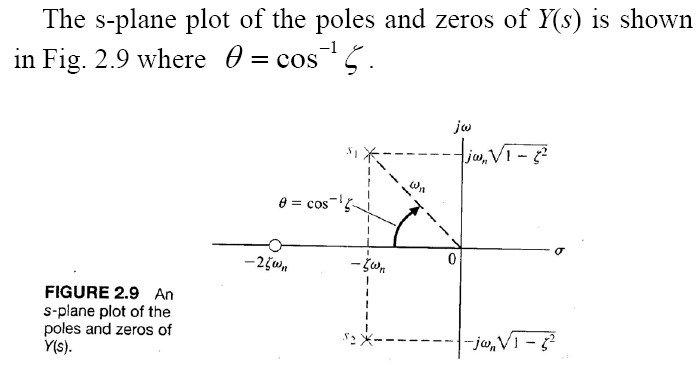 The s-plane plot of the poles and zeros of Y(s) is shown
in Fig. 2.9 where θ = cos⁻¹ ζ .
jω
s₁
jωₙ√1 − ζ²
ωₙ
θ = cos⁻¹ζ
σ
−2ζωₙ
−ζωₙ
0
FIGURE 2.9 An
s-plane plot of the
poles and zeros of
Y(s).
s₂
−jωₙ√1 − ζ²